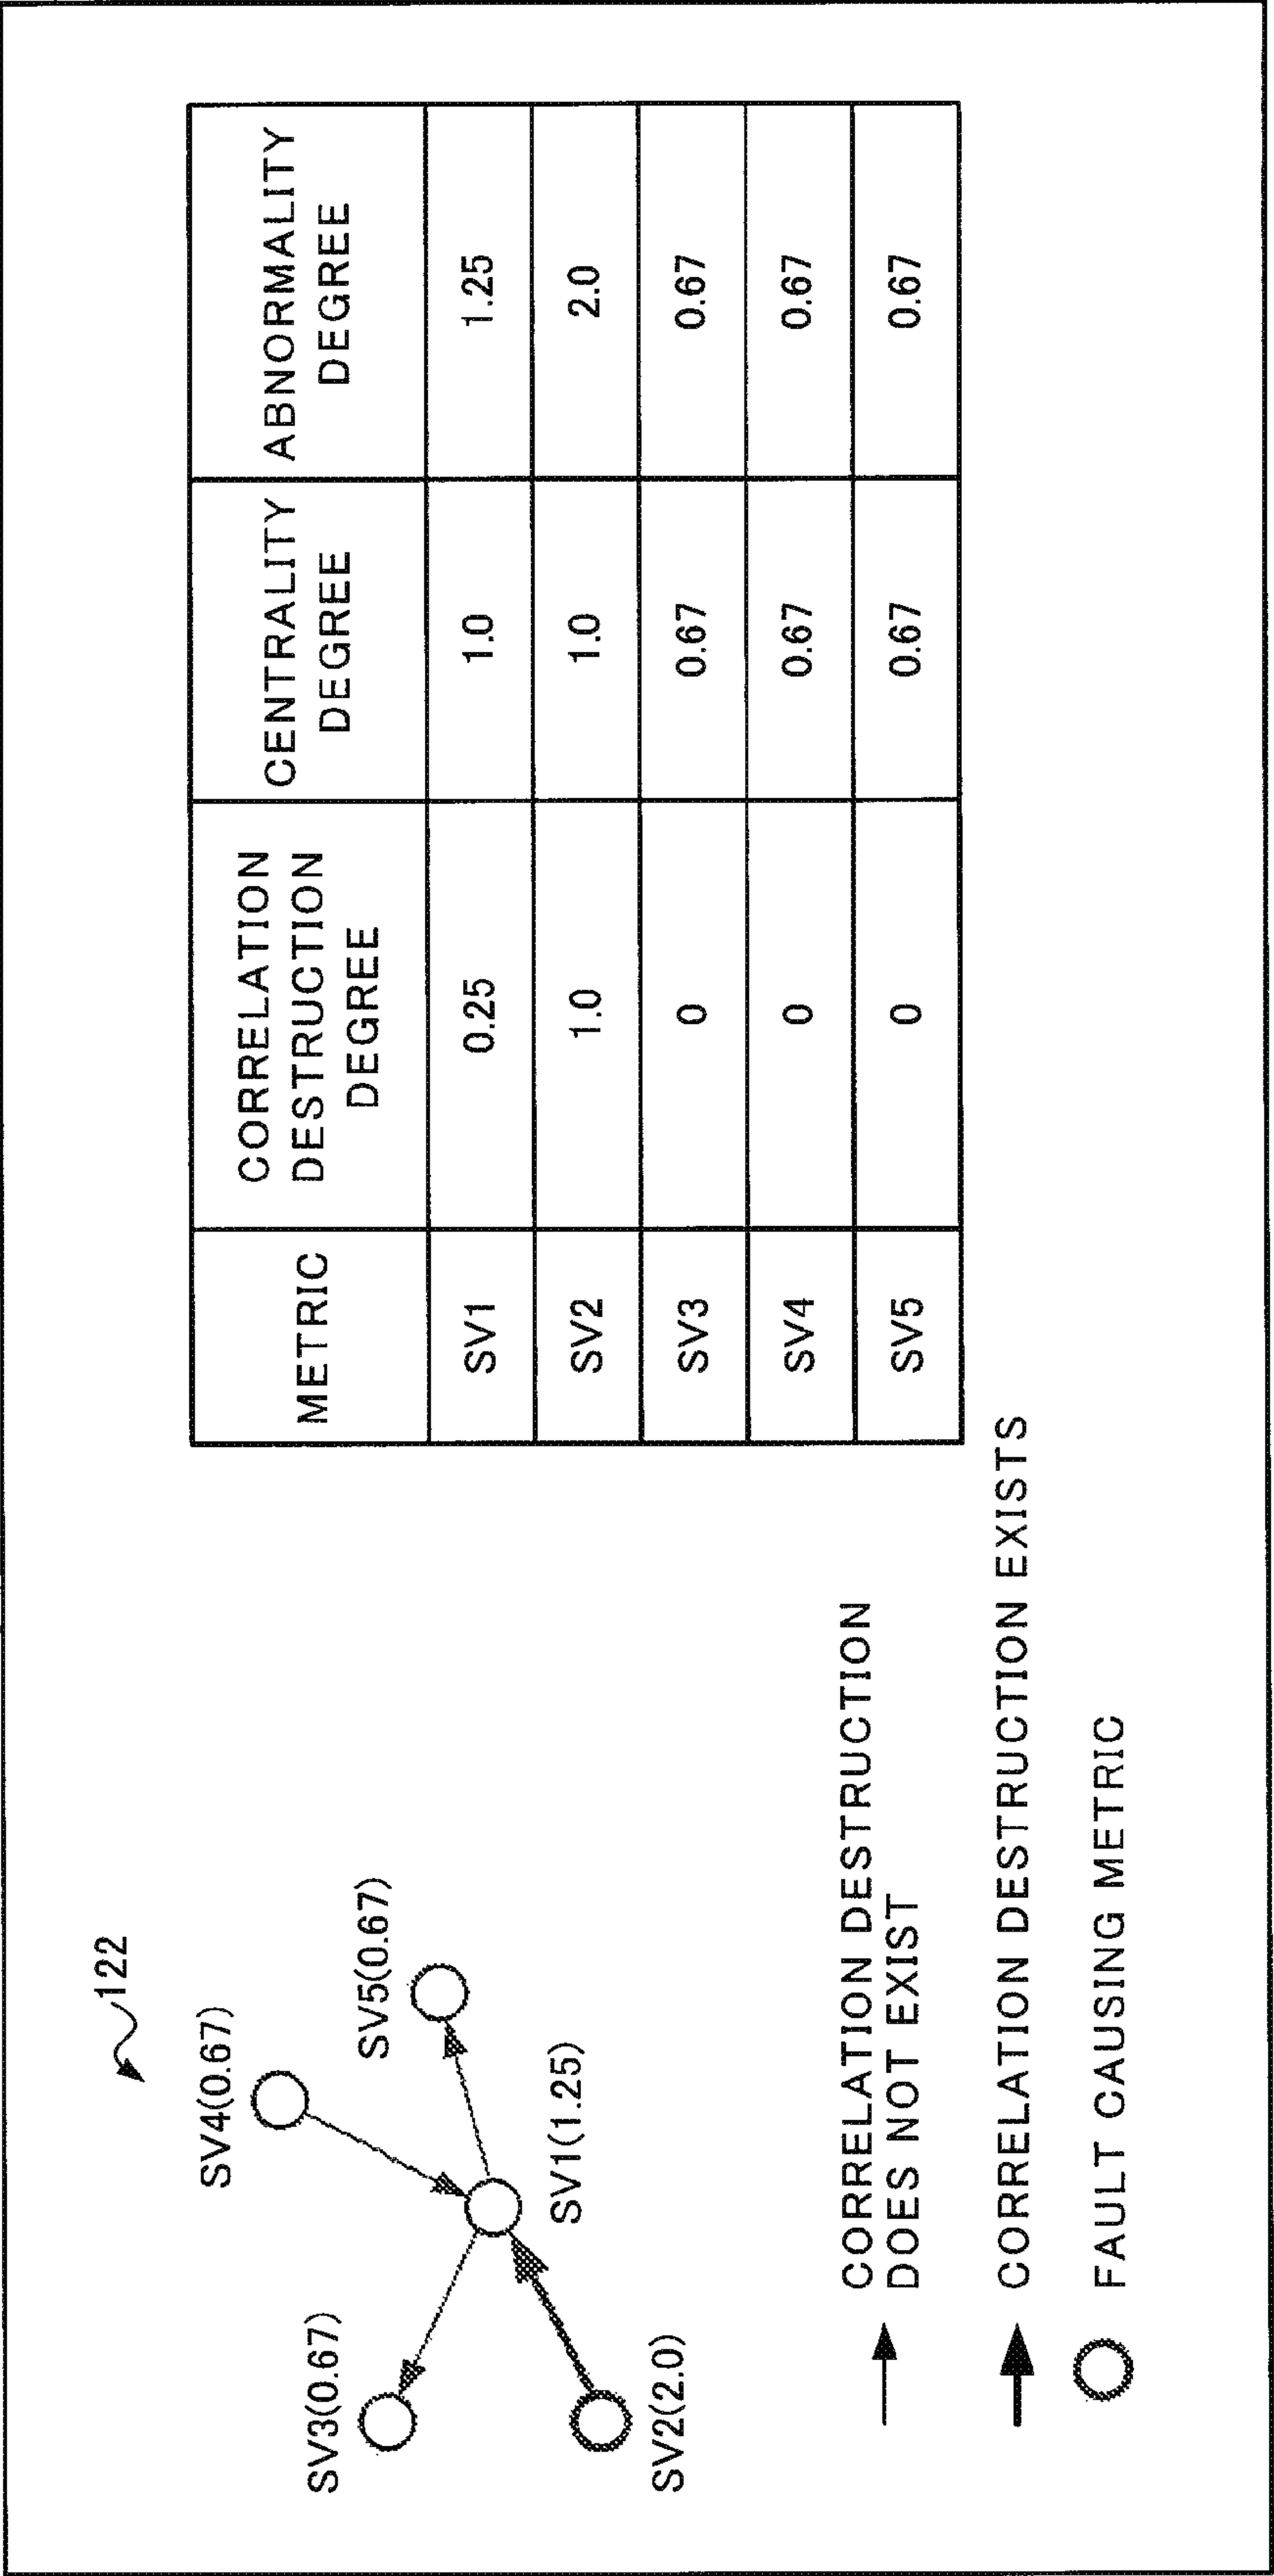 122
SV4(0.67)
SV3(0.67)
SV5(0.67)
SV1(1.25)
SV2(2.0)
CORRELATION DESTRUCTION
DOES NOT EXIST
CORRELATION DESTRUCTION EXISTS
FAULT CAUSING METRIC
METRIC
CORRELATION
DESTRUCTION
DEGREE
CENTRALITY
DEGREE
ABNORMALITY
DEGREE
SV1 0.25 1.0 1.25
SV2 1.0 1.0 2.0
SV3 0 0.67 0.67
SV4 0 0.67 0.67
SV5 0 0.67 0.67